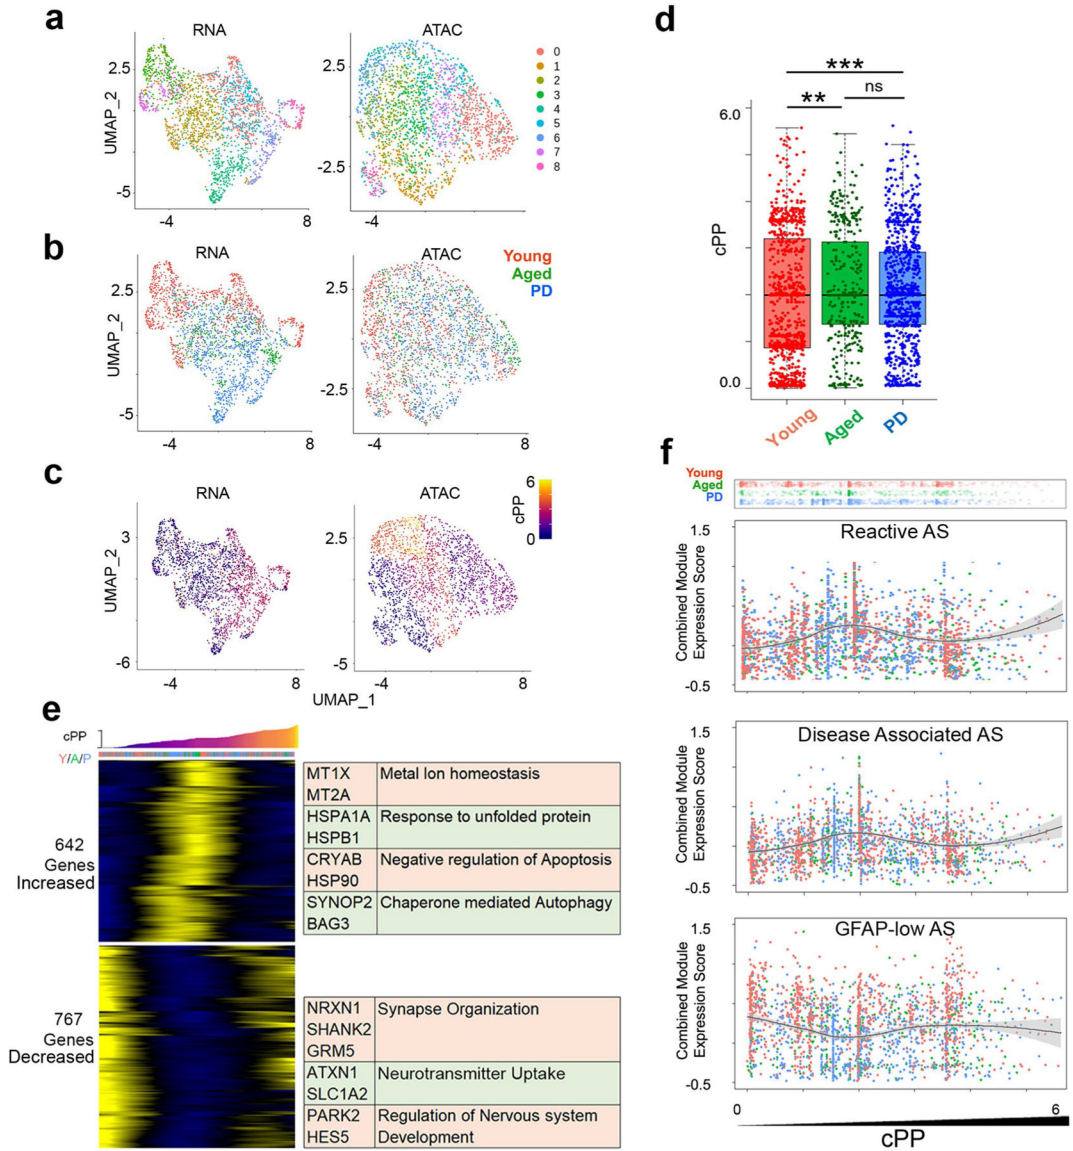 a
RNA
ATAC
UMAP_2
2.5
-5
-4
8
2.5
-2.5
-4
8
0
1
2
3
4
5
6
7
8
b
RNA
ATAC
Young
Aged
PD
UMAP_2
2.5
-5
-4
8
2.5
-2.5
-4
8
c
RNA
ATAC
cPP
6
0
UMAP_2
3
-6
-4
8
2.5
-5
-4
8
UMAP_1
d
***
**
ns
cPP
6.0
0.0
Young
Aged
PD
e
cPP
Y/A/P
642
Genes
Increased
MT1X
MT2A
Metal Ion homeostasis
HSPA1A
HSPB1
Response to unfolded protein
CRYAB
HSP90
Negative regulation of Apoptosis
SYNOP2
BAG3
Chaperone mediated Autophagy
767
Genes
Decreased
NRXN1
SHANK2
GRM5
Synapse Organization
ATXN1
SLC1A2
Neurotransmitter Uptake
PARK2
HES5
Regulation of Nervous system
Development
f
Young
Aged
PD
Reactive AS
Combined Module
Expression Score
1.5
-0.5
Disease Associated AS
Combined Module
Expression Score
1.5
-0.5
GFAP-low AS
Combined Module
Expression Score
1.5
-0.5
0
6
cPP